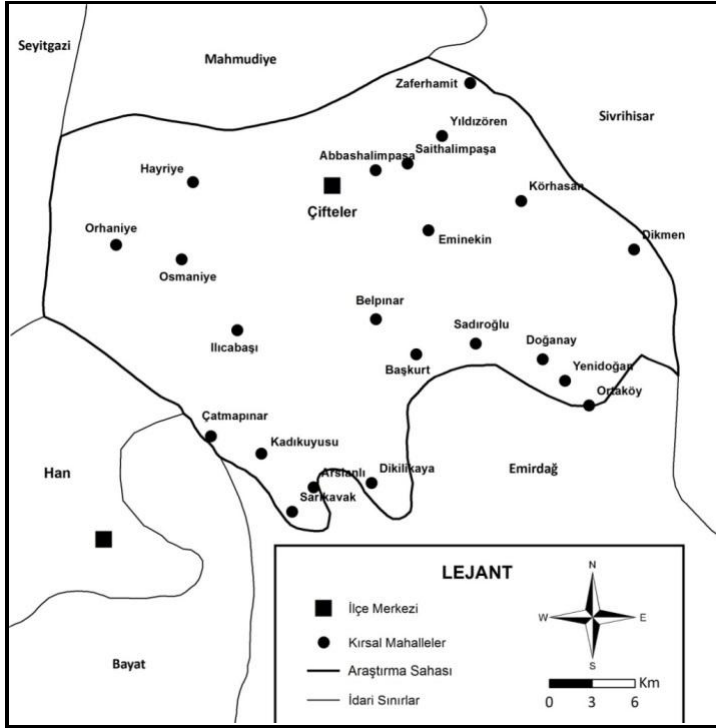 Seyitgazi
Mahmudiye
Zaferhamit
Sivrihisar
Yıldızören
Saithalimpaşa
Abbashalimpaşa
Hayriye
Körhasan
Çifteler
Orhaniye
Eminekin
Dikmen
Osmaniye
Belpınar
Sadıroğlu
Ilıcabaşı
Doğanay
Başkurt
Yenidoğan
Ortaköy
Çatmapınar
Kadıkuyusu
Han
Arslanlı
Dikilikaya
Emirdağ
Sarıkavak
Bayat
LEJANT
İlçe Merkezi
Kırsal Mahalleler
Araştırma Sahası
İdari Sınırlar
N
W
E
S
Km
0 3 6